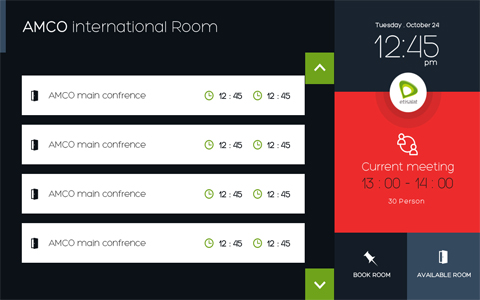 AMCO international Room
AMCO main confrence 12 : 45 12 : 45
AMCO main confrence 12 : 45 12 : 45
AMCO main confrence 12 : 45 12 : 45
AMCO main confrence 12 : 45 12 : 45
Tuesday . October 24
12:45
pm
etisalat
Current meeting
13 : 00 - 14 : 00
30 Person
BOOK ROOM
AVAILABLE ROOM